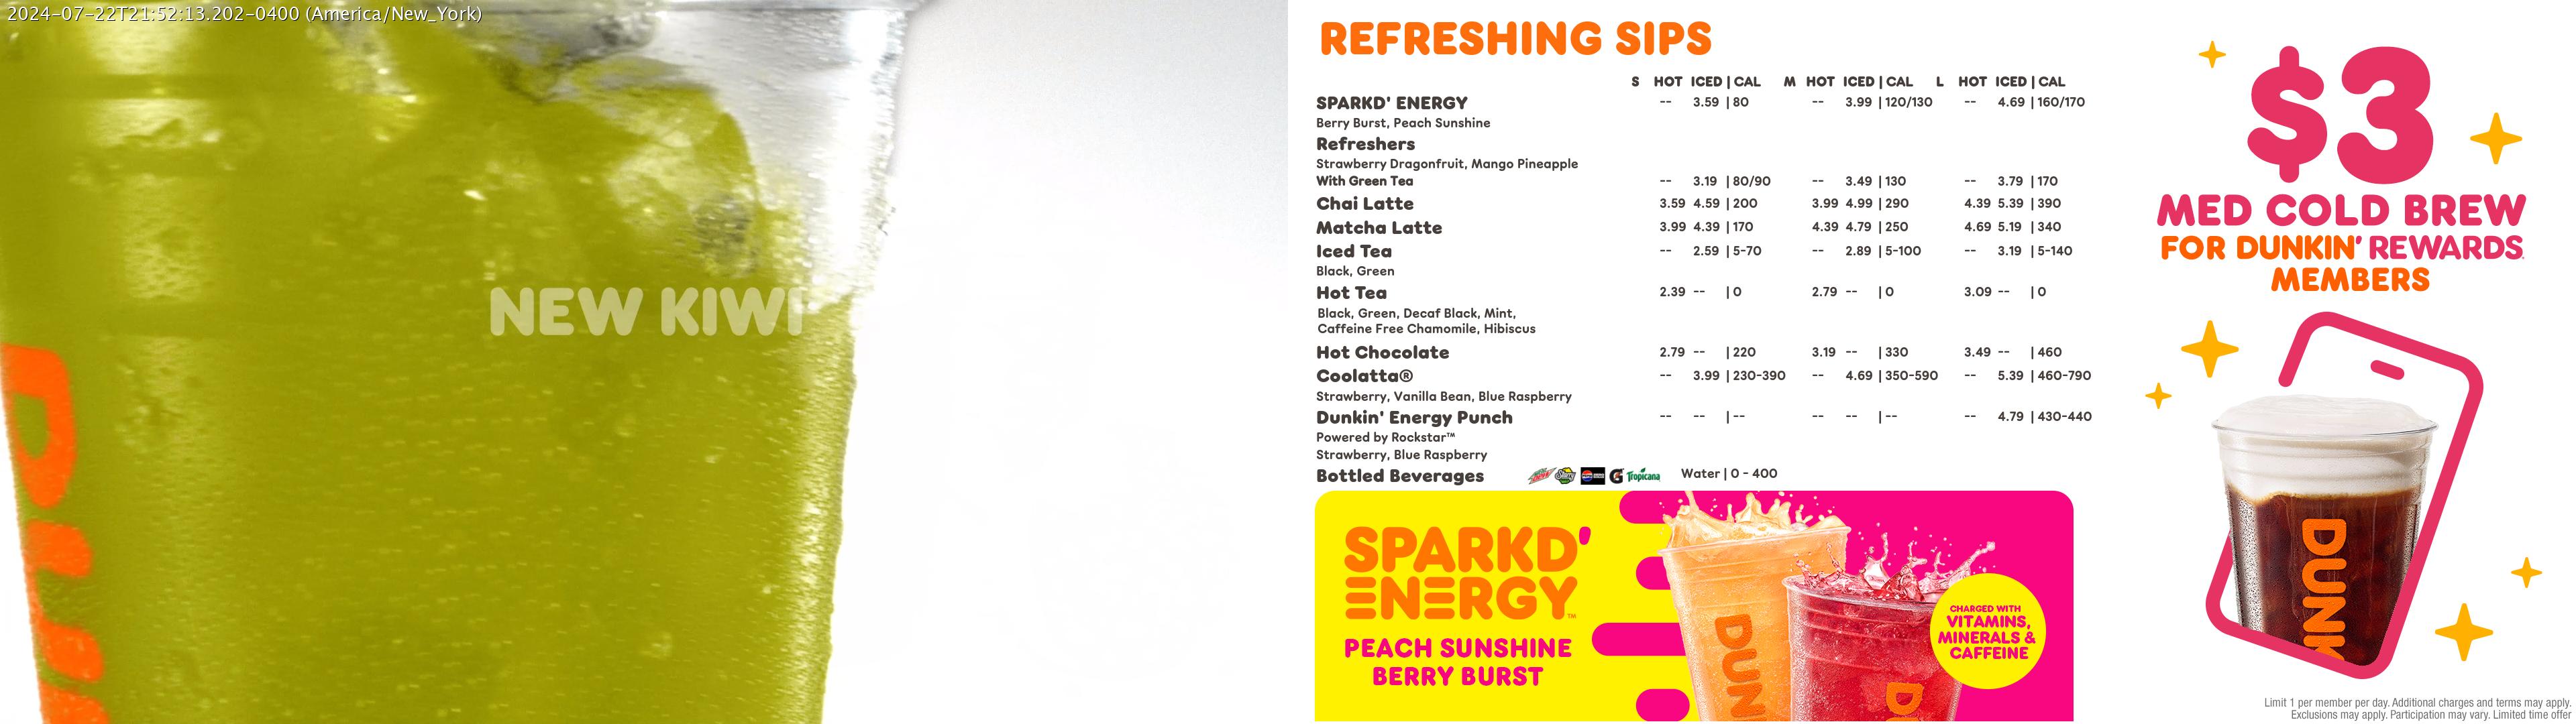 2024-07-22T21:52:13.202-0400 (America/New_York)
NEW KIWI
DUN
REFRESHING SIPS
S HOT ICED | CAL M HOT ICED | CAL L HOT ICED | CAL
SPARKD' ENERGY -- 3.59 | 80 -- 3.99 | 120/130 -- 4.69 | 160/170
Berry Burst, Peach Sunshine
Refreshers
Strawberry Dragonfruit, Mango Pineapple
With Green Tea -- 3.19 | 80/90 -- 3.49 | 130 -- 3.79 | 170
Chai Latte 3.59 4.59 | 200 3.99 4.99 | 290 4.39 5.39 | 390
Matcha Latte 3.99 4.39 | 170 4.39 4.79 | 250 4.69 5.19 | 340
Iced Tea -- 2.59 | 5-70 -- 2.89 | 5-100 -- 3.19 | 5-140
Black, Green
Hot Tea 2.39 -- | 0 2.79 -- | 0 3.09 -- | 0
Black, Green, Decaf Black, Mint,
Caffeine Free Chamomile, Hibiscus
Hot Chocolate 2.79 -- | 220 3.19 -- | 330 3.49 -- | 460
Coolatta® -- 3.99 | 230-390 -- 4.69 | 350-590 -- 5.39 | 460-790
Strawberry, Vanilla Bean, Blue Raspberry
Dunkin' Energy Punch -- -- | -- -- -- | -- -- 4.79 | 430-440
Powered by Rockstar™
Strawberry, Blue Raspberry
Bottled Beverages Tropicana Water | 0 - 400
SPARKD'
ENERGY™
PEACH SUNSHINE
BERRY BURST
DUN
D
CHARGED WITH
VITAMINS,
MINERALS &
CAFFEINE
$3
MED COLD BREW
FOR DUNKIN' REWARDS
MEMBERS
DUNK
Limit 1 per member per day. Additional charges and terms may apply.
Exclusions may apply. Participation may vary. Limited time offer